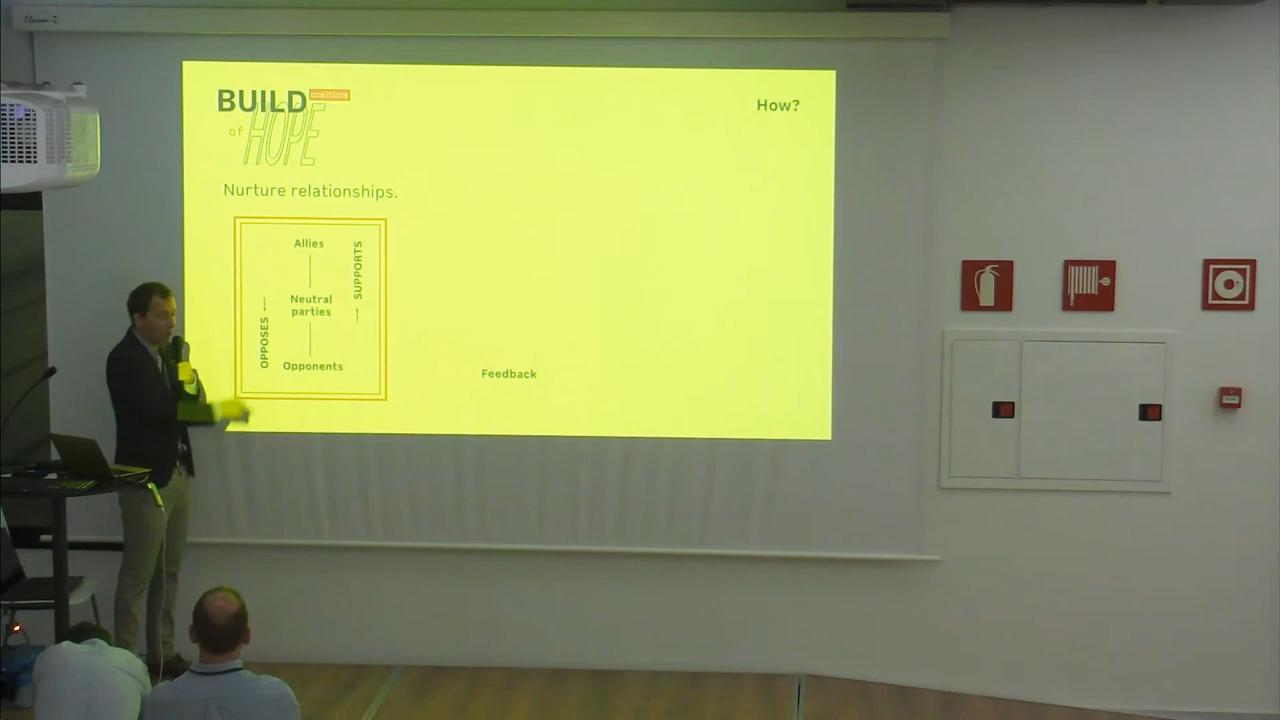 BUILD coalitions
of HOPE
How?
Nurture relationships.
Allies
SUPPORTS
Neutral
parties
OPPOSES
Opponents
Feedback